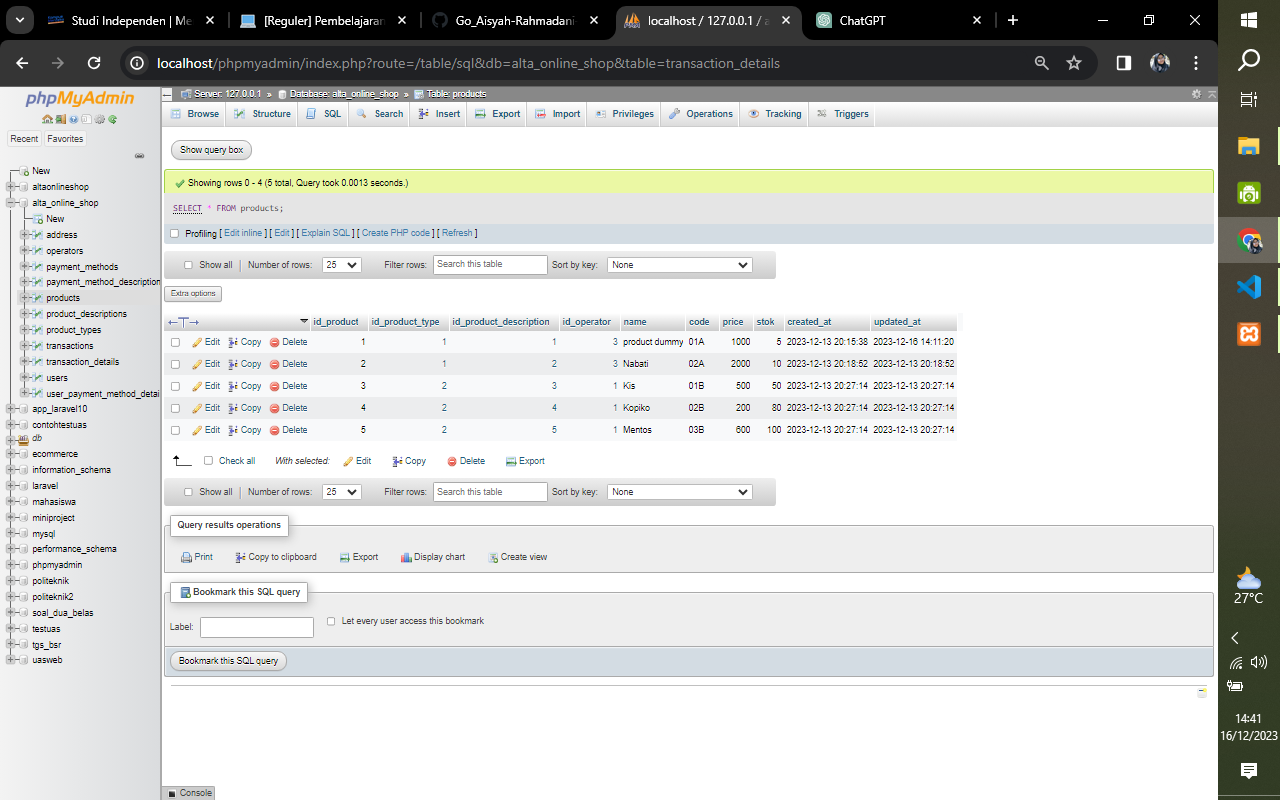 Studi Independen | Me
[Reguler] Pembelajaran
Go_Aisyah-Rahmadani-
localhost / 127.0.0.1 / a
ChatGPT
localhost/phpmyadmin/index.php?route=/table/sql&db=alta_online_shop&table=transaction_details
phpMyAdmin
Recent Favorites
New
altaonlineshop
alta_online_shop
New
address
operators
payment_methods
payment_method_description
products
product_descriptions
product_types
transactions
transaction_details
users
user_payment_method_detai
app_laravel10
contohtestuas
db
ecommerce
information_schema
laravel
mahasiswa
miniproject
mysql
performance_schema
phpmyadmin
politeknik
politeknik2
soal_dua_belas
testuas
tgs_bsr
uasweb
Server: 127.0.0.1 » Database: alta_online_shop » Table: products
Browse Structure SQL Search Insert Export Import Privileges Operations Tracking Triggers
Show query box
Showing rows 0 - 4 (5 total, Query took 0.0013 seconds.)
SELECT * FROM products;
Profiling [ Edit inline ] [ Edit ] [ Explain SQL ] [ Create PHP code ] [ Refresh ]
Show all | Number of rows: 25 Filter rows: Search this table Sort by key: None
Extra options
id_product id_product_type id_product_description id_operator name code price stok created_at updated_at
Edit Copy Delete 1 1 1 3 product dummy 01A 1000 5 2023-12-13 20:15:38 2023-12-16 14:11:20
Edit Copy Delete 2 1 2 3 Nabati 02A 2000 10 2023-12-13 20:18:52 2023-12-13 20:18:52
Edit Copy Delete 3 2 3 1 Kis 01B 500 50 2023-12-13 20:27:14 2023-12-13 20:27:14
Edit Copy Delete 4 2 4 1 Kopiko 02B 200 80 2023-12-13 20:27:14 2023-12-13 20:27:14
Edit Copy Delete 5 2 5 1 Mentos 03B 600 100 2023-12-13 20:27:14 2023-12-13 20:27:14
Check all With selected: Edit Copy Delete Export
Show all | Number of rows: 25 Filter rows: Search this table Sort by key: None
Query results operations
Print Copy to clipboard Export Display chart Create view
Bookmark this SQL query
Label: Let every user access this bookmark
Bookmark this SQL query
Console
27°C
14:41
16/12/2023